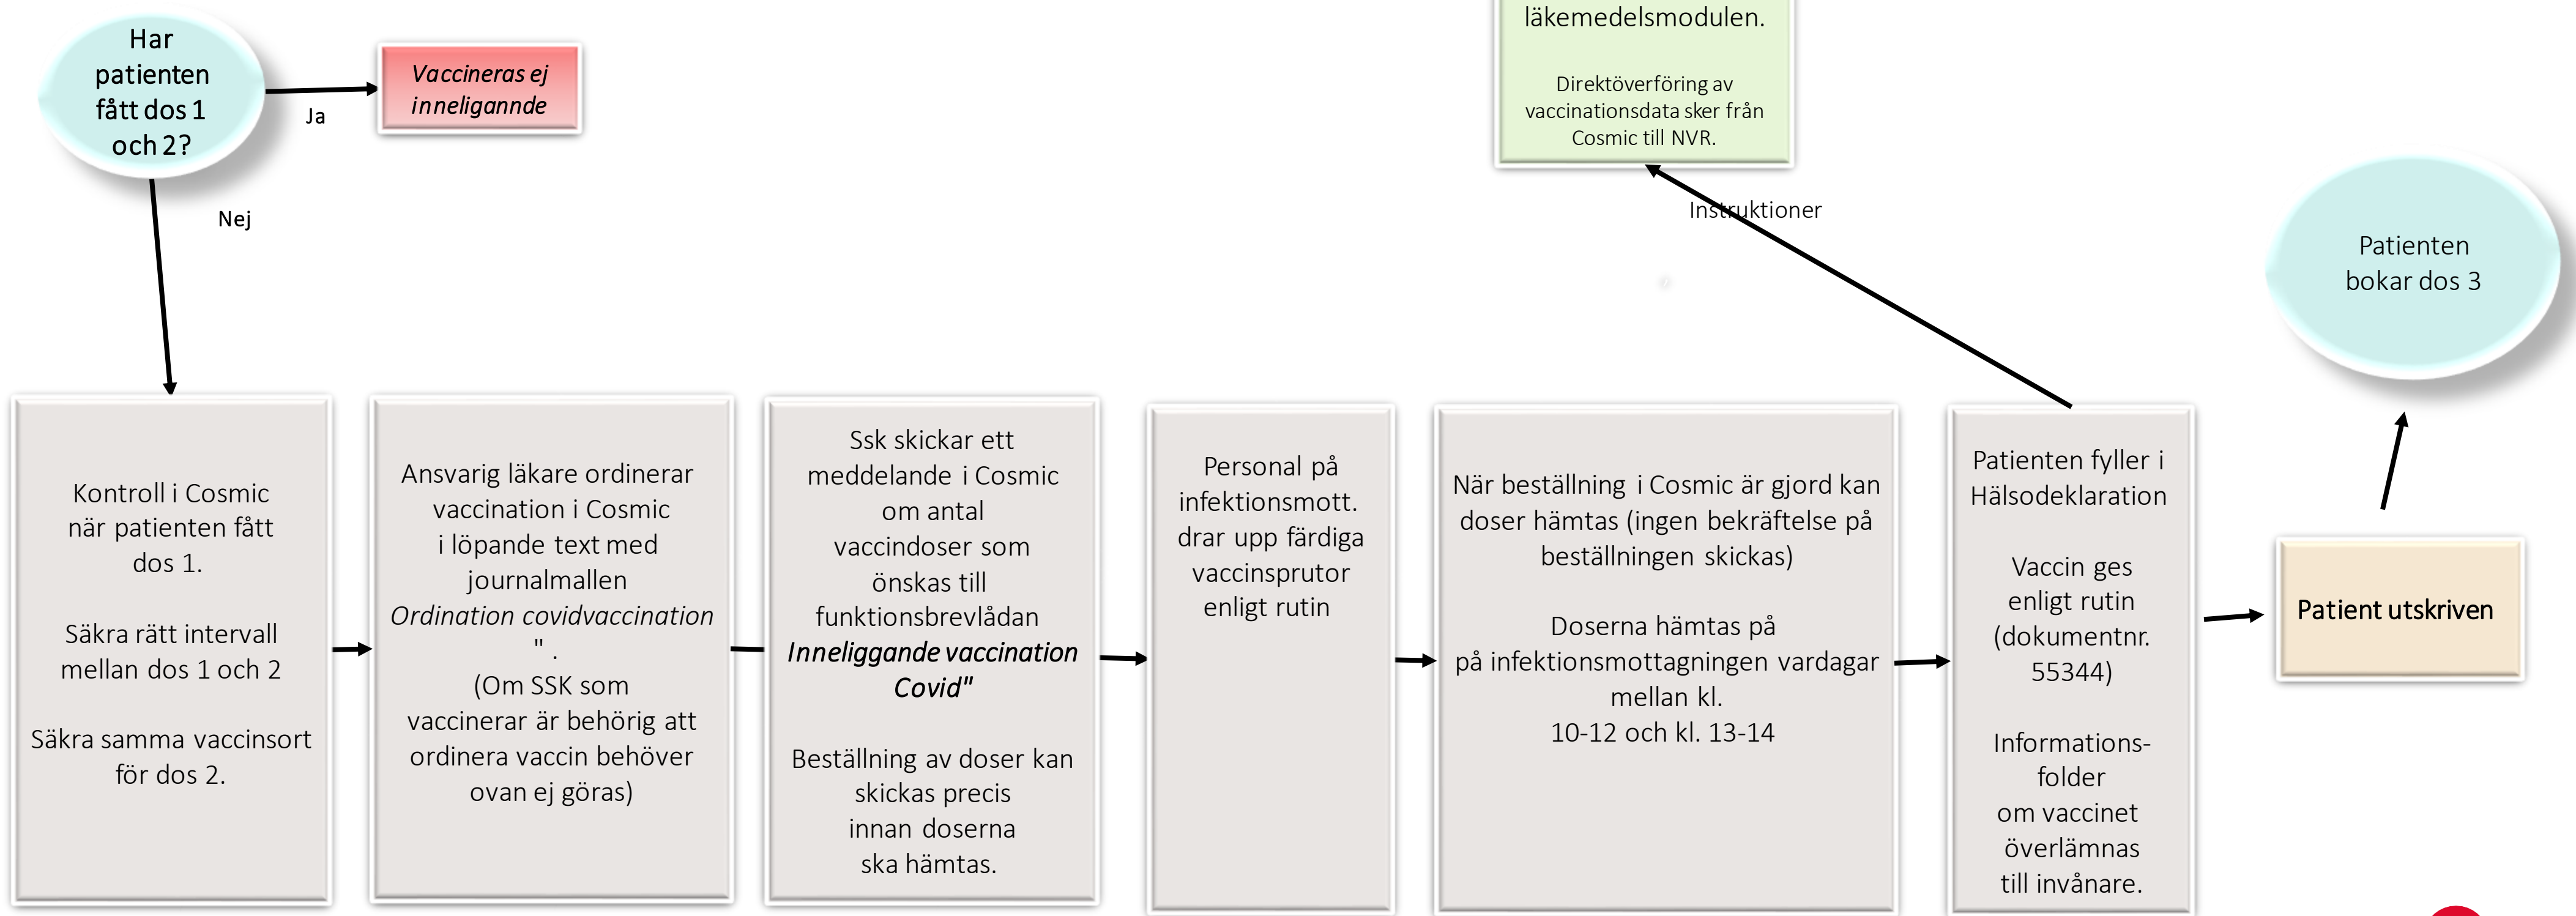 Har
patienten
fått dos 1
och 2?
Ja
Vaccineras ej
inneligannde
Nej
läkemedelsmodulen.
Direktöverföring av
vaccinationsdata sker från
Cosmic till NVR.
Instruktioner
Patienten
bokar dos 3
Kontroll i Cosmic
när patienten fått
dos 1.
Säkra rätt intervall
mellan dos 1 och 2
Säkra samma vaccinsort
för dos 2.
Ansvarig läkare ordinerar
vaccination i Cosmic
i löpande text med
journalmallen
Ordination covidvaccination
" .
(Om SSK som
vaccinerar är behörig att
ordinera vaccin behöver
ovan ej göras)
Ssk skickar ett
meddelande i Cosmic
om antal
vaccindoser som
önskas till
funktionsbrevlådan
Inneliggande vaccination
Covid"
Beställning av doser kan
skickas precis
innan doserna
ska hämtas.
Personal på
infektionsmott.
drar upp färdiga
vaccinsprutor
enligt rutin
När beställning i Cosmic är gjord kan
doser hämtas (ingen bekräftelse på
beställningen skickas)
Doserna hämtas på
på infektionsmottagningen vardagar
mellan kl.
10-12 och kl. 13-14
Patienten fyller i
Hälsodeklaration
Vaccin ges
enligt rutin
(dokumentnr.
55344)
Informations-
folder
om vaccinet
överlämnas
till invånare.
Patient utskriven